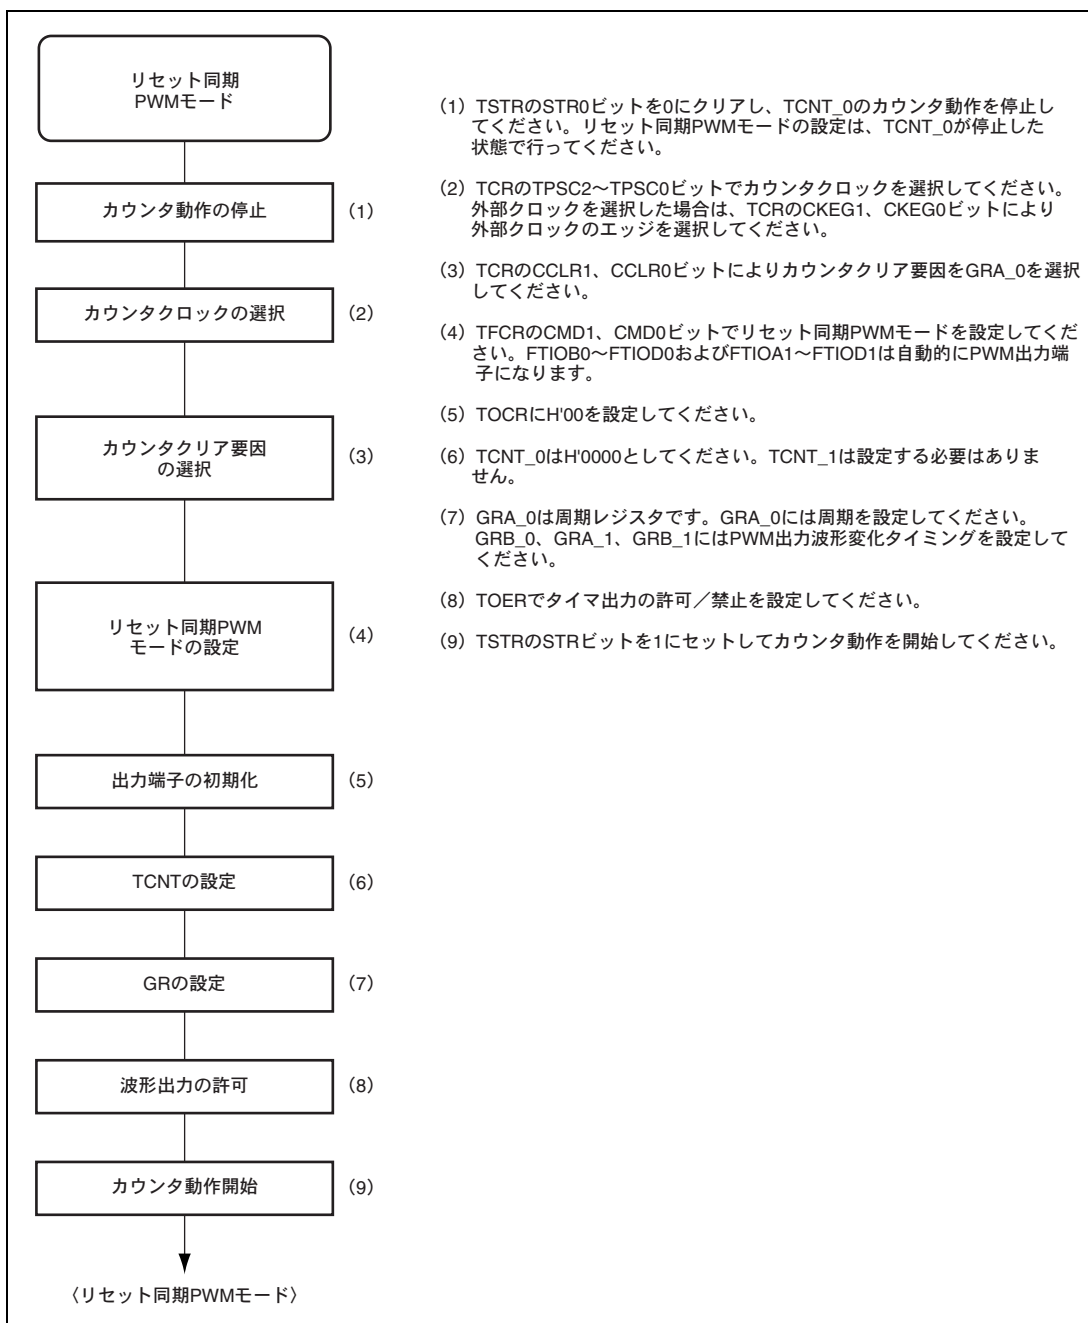 リセット同期
PWMモード
カウンタ動作の停止 (1)
カウンタクロックの選択 (2)
カウンタクリア要因
の選択 (3)
リセット同期PWM
モードの設定 (4)
出力端子の初期化 (5)
TCNTの設定 (6)
GRの設定 (7)
波形出力の許可 (8)
カウンタ動作開始 (9)
〈リセット同期PWMモード〉
(1) TSTRのSTR0ビットを0にクリアし、TCNT_0のカウンタ動作を停止し
てください。リセット同期PWMモードの設定は、TCNT_0が停止した
状態で行ってください。
(2) TCRのTPSC2～TPSC0ビットでカウンタクロックを選択してください。
外部クロックを選択した場合は、TCRのCKEG1、CKEG0ビットにより
外部クロックのエッジを選択してください。
(3) TCRのCCLR1、CCLR0ビットによりカウンタクリア要因をGRA_0を選択
してください。
(4) TFCRのCMD1、CMD0ビットでリセット同期PWMモードを設定してくだ
さい。FTIOB0～FTIOD0およびFTIOA1～FTIOD1は自動的にPWM出力端
子になります。
(5) TOCRにH'00を設定してください。
(6) TCNT_0はH'0000としてください。TCNT_1は設定する必要はありま
せん。
(7) GRA_0は周期レジスタです。GRA_0には周期を設定してください。
GRB_0、GRA_1、GRB_1にはPWM出力波形変化タイミングを設定して
ください。
(8) TOERでタイマ出力の許可／禁止を設定してください。
(9) TSTRのSTRビットを1にセットしてカウンタ動作を開始してください。